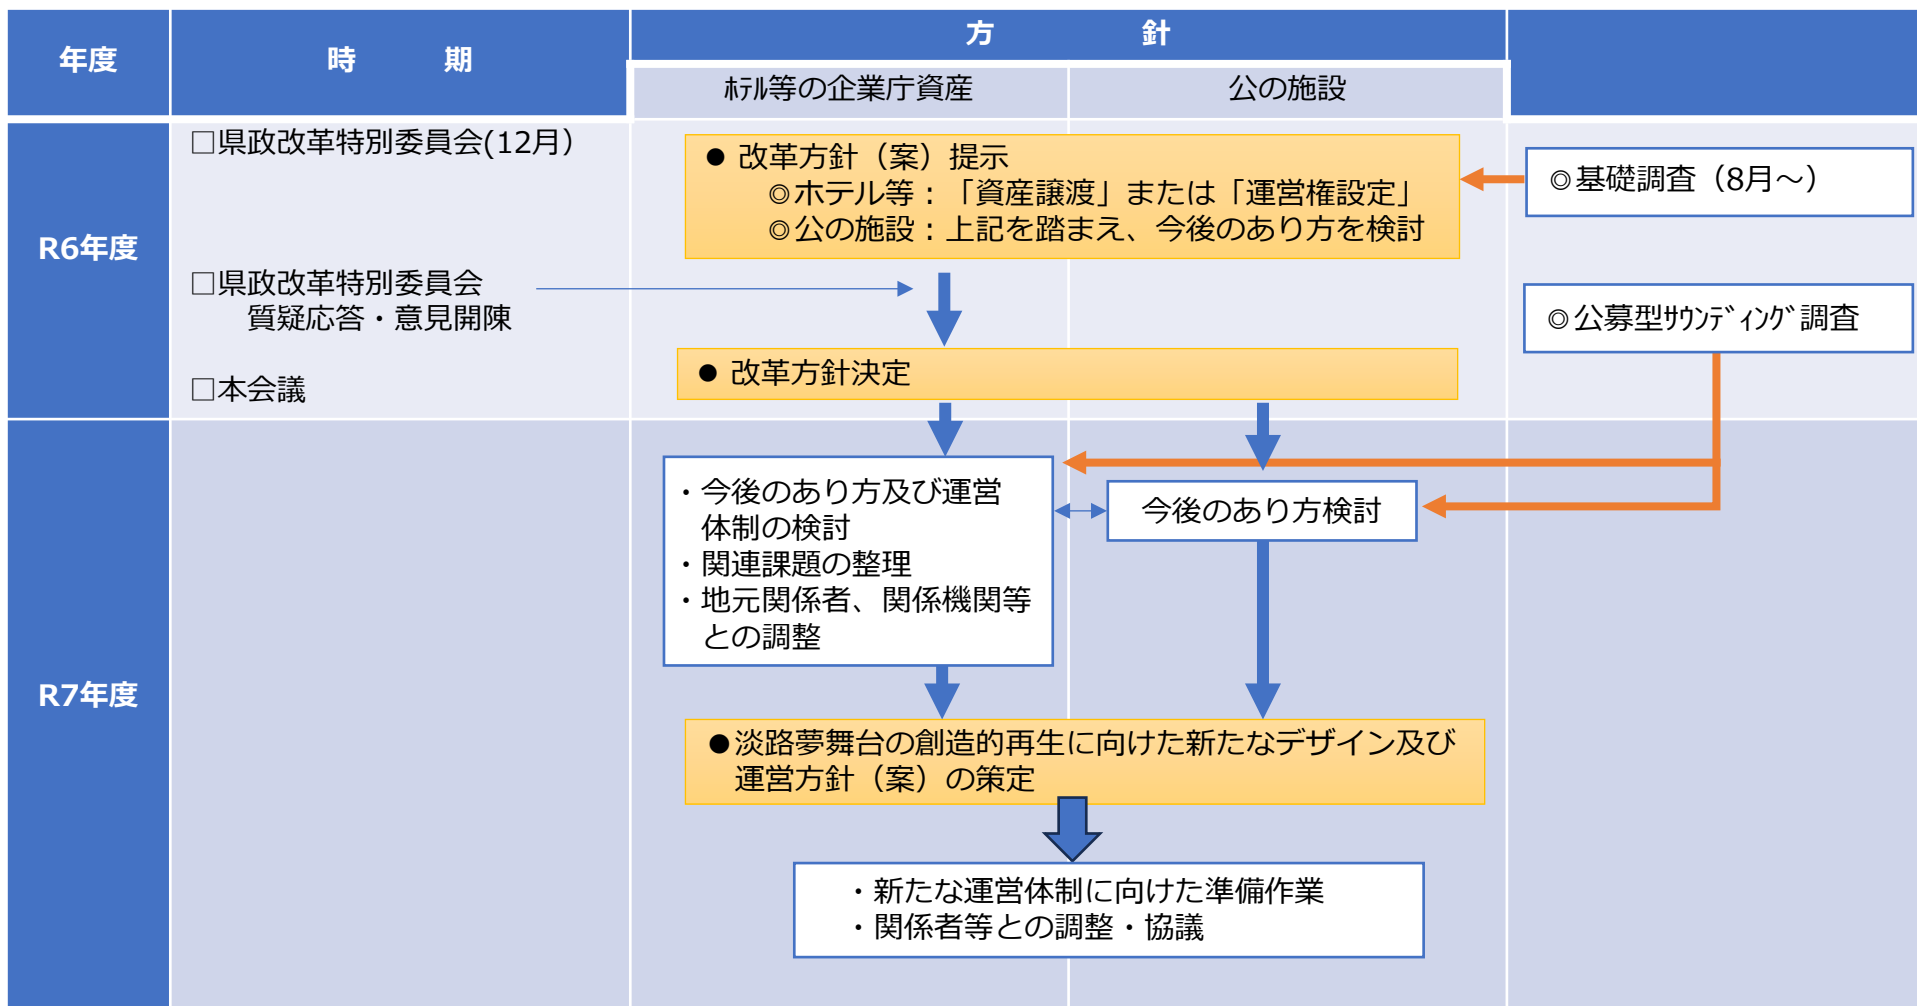 年度
時　期
方　針
ﾎﾃﾙ等の企業庁資産
公の施設
R6年度
□県政改革特別委員会(12月）
● 改革方針（案）提示
◎ホテル等：「資産譲渡」または「運営権設定」
◎公の施設：上記を踏まえ、今後のあり方を検討
◎基礎調査（8月～）
□県政改革特別委員会
質疑応答・意見開陳
◎公募型ｻｳﾝﾃﾞｨﾝｸﾞ調査
● 改革方針決定
□本会議
R7年度
・今後のあり方及び運営
体制の検討
・関連課題の整理
・地元関係者、関係機関等
との調整
今後のあり方検討
●淡路夢舞台の創造的再生に向けた新たなデザイン及び
運営方針（案）の策定
・新たな運営体制に向けた準備作業
・関係者等との調整・協議